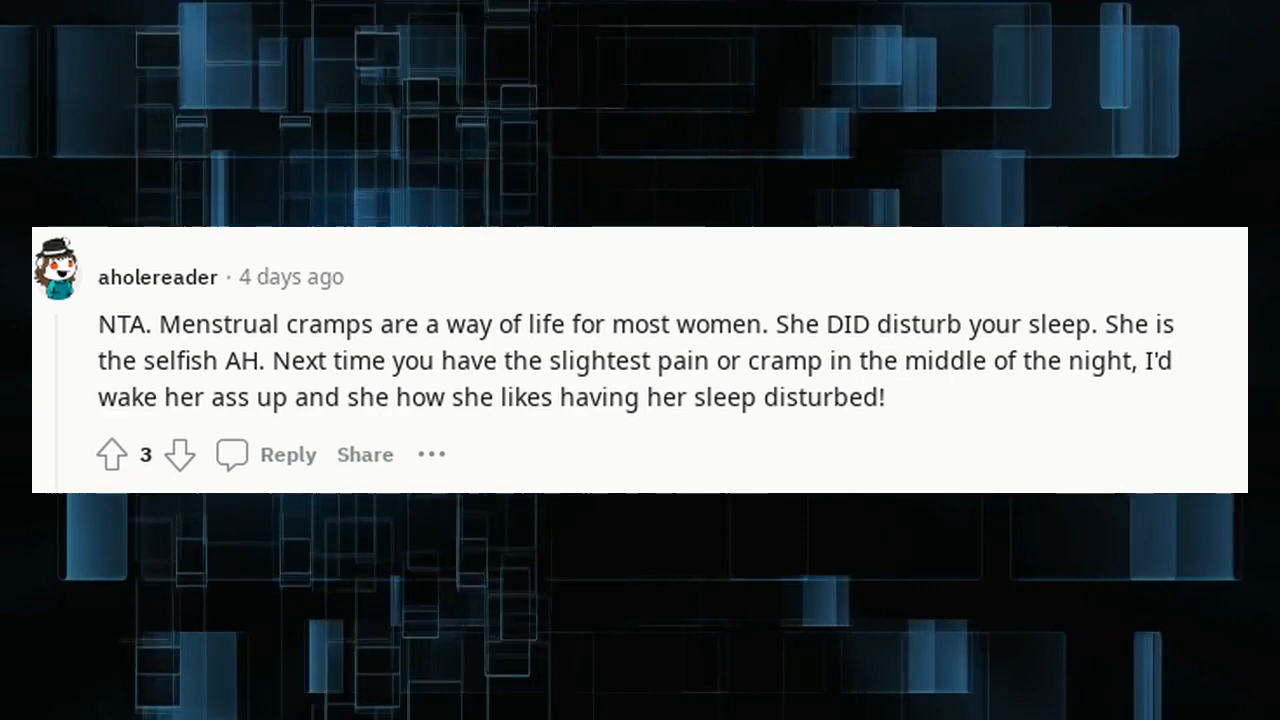 aholereader · 4 days ago
NTA. Menstrual cramps are a way of life for most women. She DID disturb your sleep. She is
the selfish AH. Next time you have the slightest pain or cramp in the middle of the night, I'd
wake her ass up and she how she likes having her sleep disturbed!
3 Reply Share •••